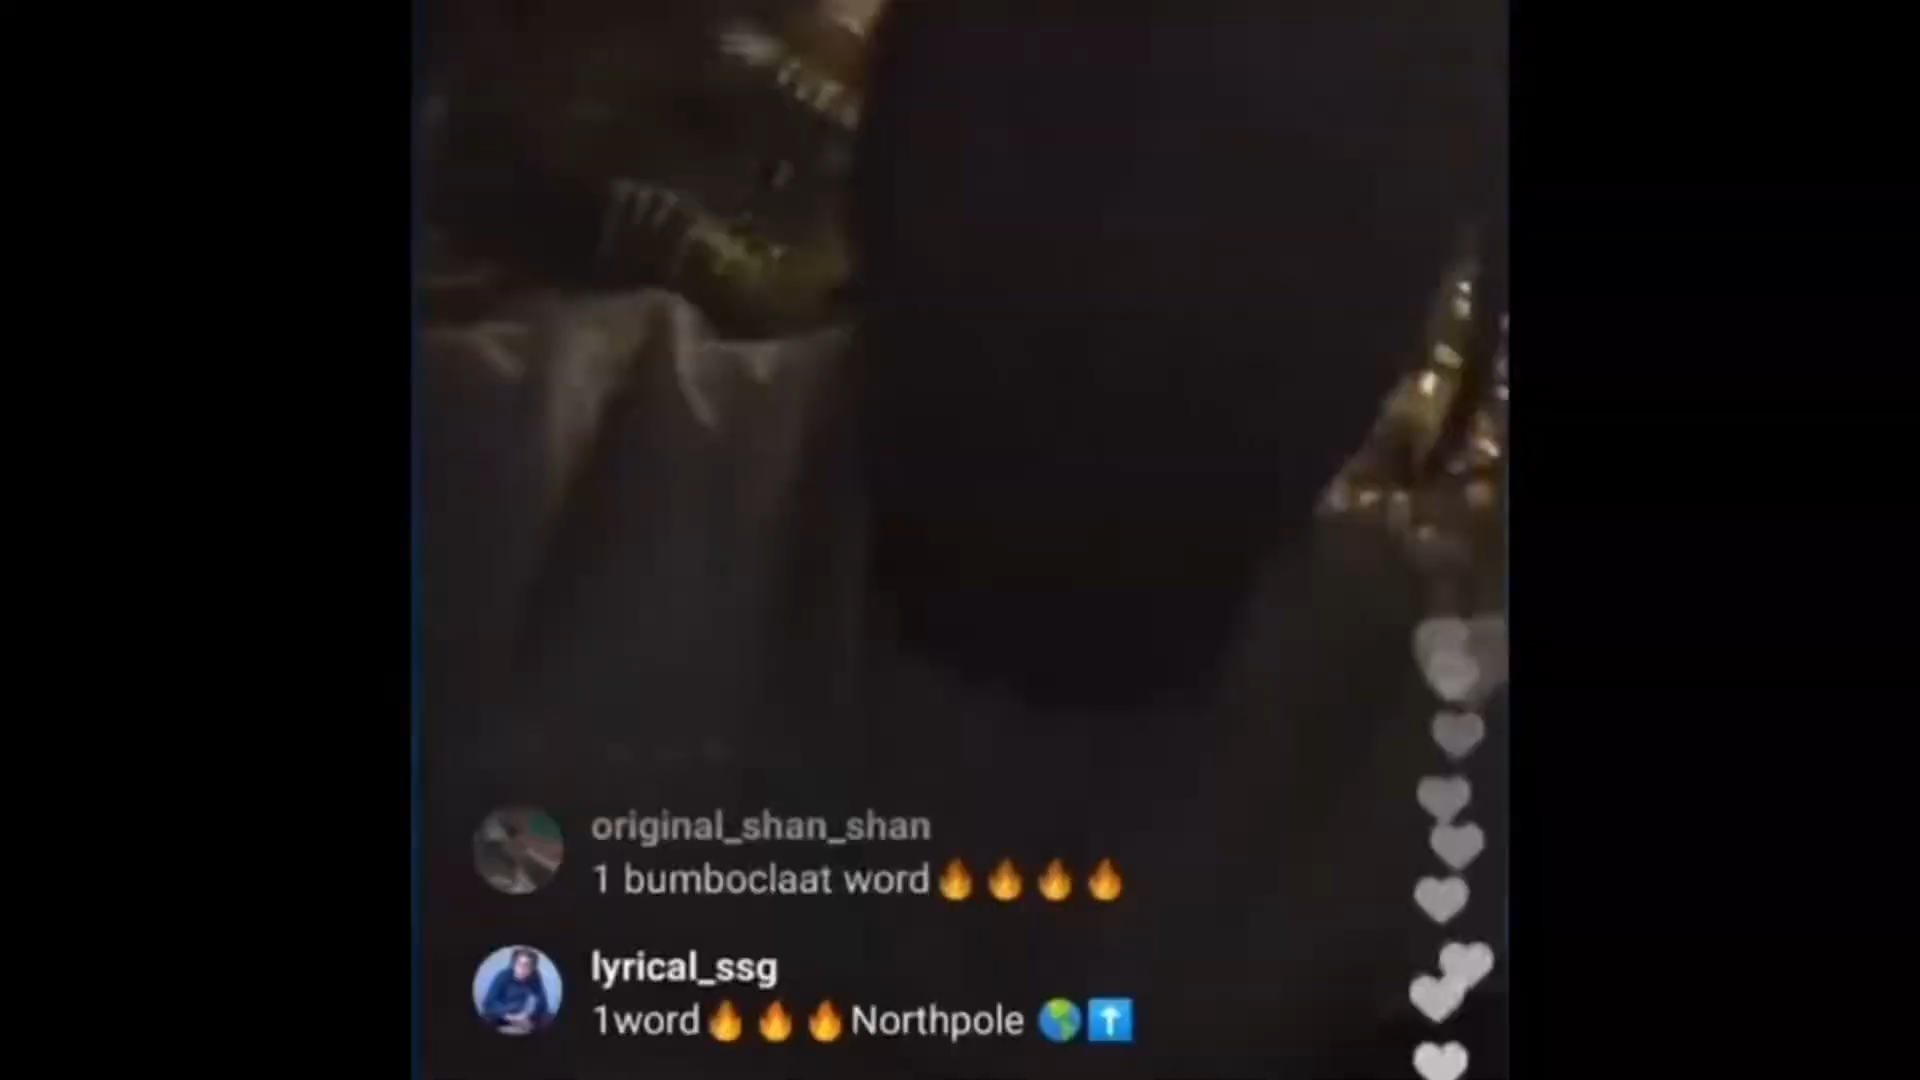 original_shan_shan
1 bumboclaat word🔥🔥🔥🔥
lyrical_ssg
1word🔥🔥🔥Northpole 🌎⬆️